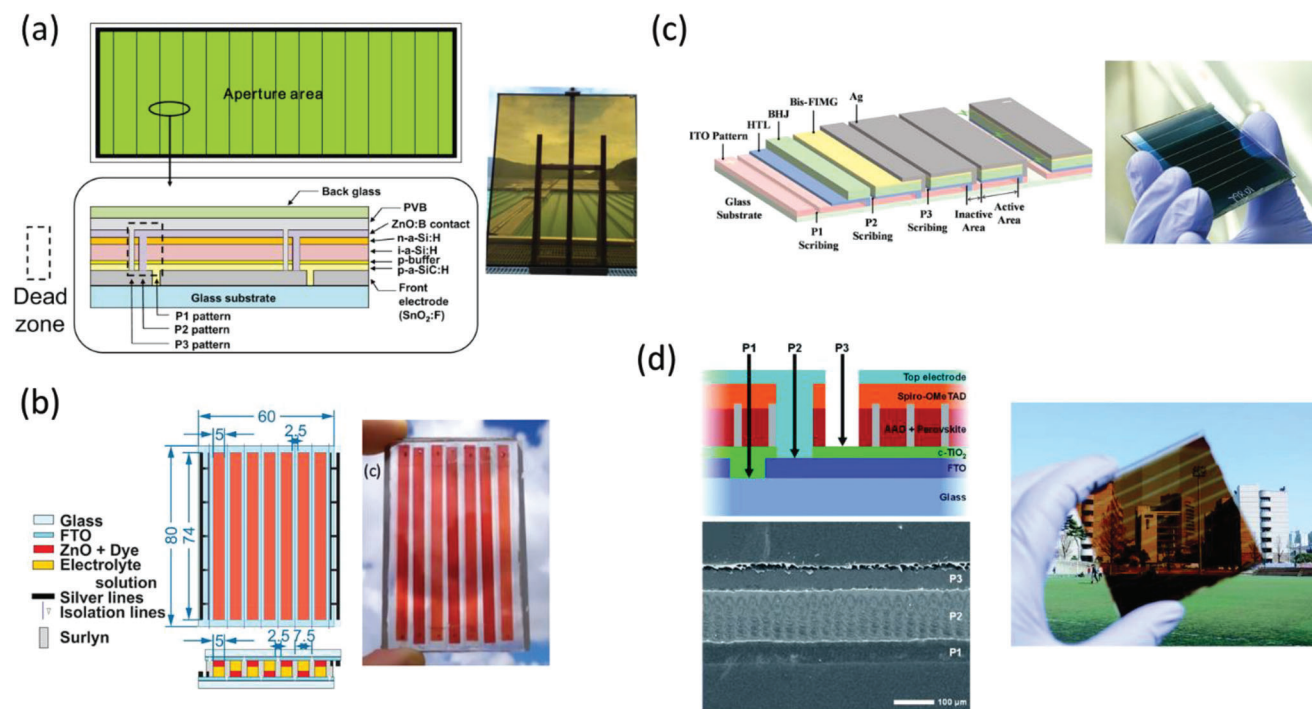 (a)
Aperture area
Back glass
PVB
ZnO:B contact
n-a-Si:H
i-a-Si:H
p-buffer
p-a-SiC:H
Front
electrode
(SnO₂:F)
Glass substrate
P1 pattern
P2 pattern
P3 pattern
Dead
zone
(b)
60
5
2.5
80
74
Glass
FTO
ZnO + Dye
Electrolyte
solution
Silver lines
Isolation lines
Surlyn
5
2.5
7.5
(c)
(c)
Ag
Bis-FIMG
BHJ
HTL
ITO Pattern
Glass
Substrate
P1
Scribing
P2
Scribing
P3
Scribing
Inactive
Area
Active
Area
(d)
P1
P2
P3
Top electrode
Spiro-OMeTAD
AAD + Perovskite
c-TiO₂
FTO
Glass
P3
P2
P1
100 µm